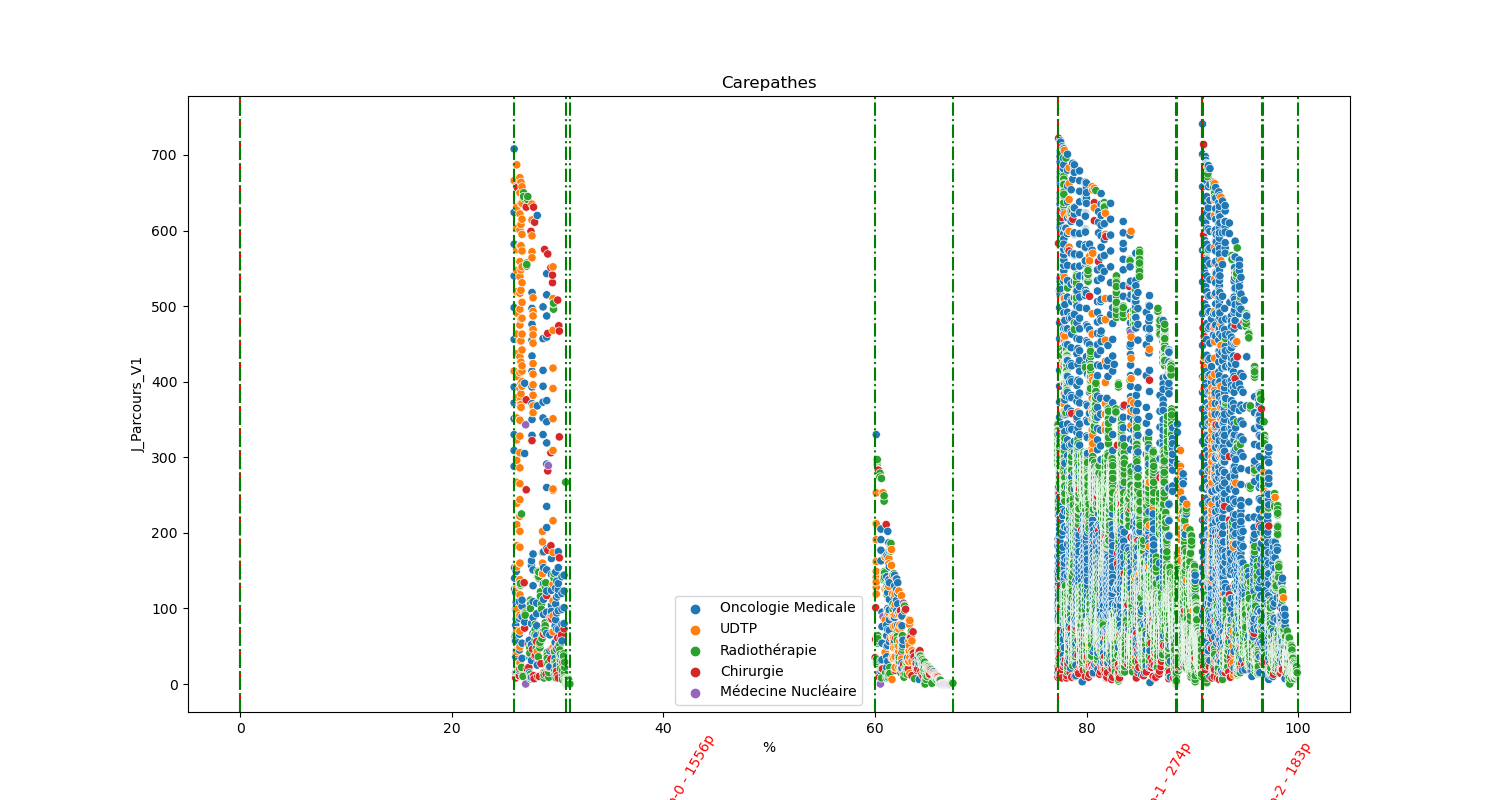 Carepathes
J_Parcours_V1
700
600
500
400
300
200
100
0
Oncologie Medicale
UDTP
Radiothérapie
Chirurgie
Médecine Nucléaire
0 20 40 60 80 100
%
-0 - 1556p
-1 - 274p
-2 - 183p